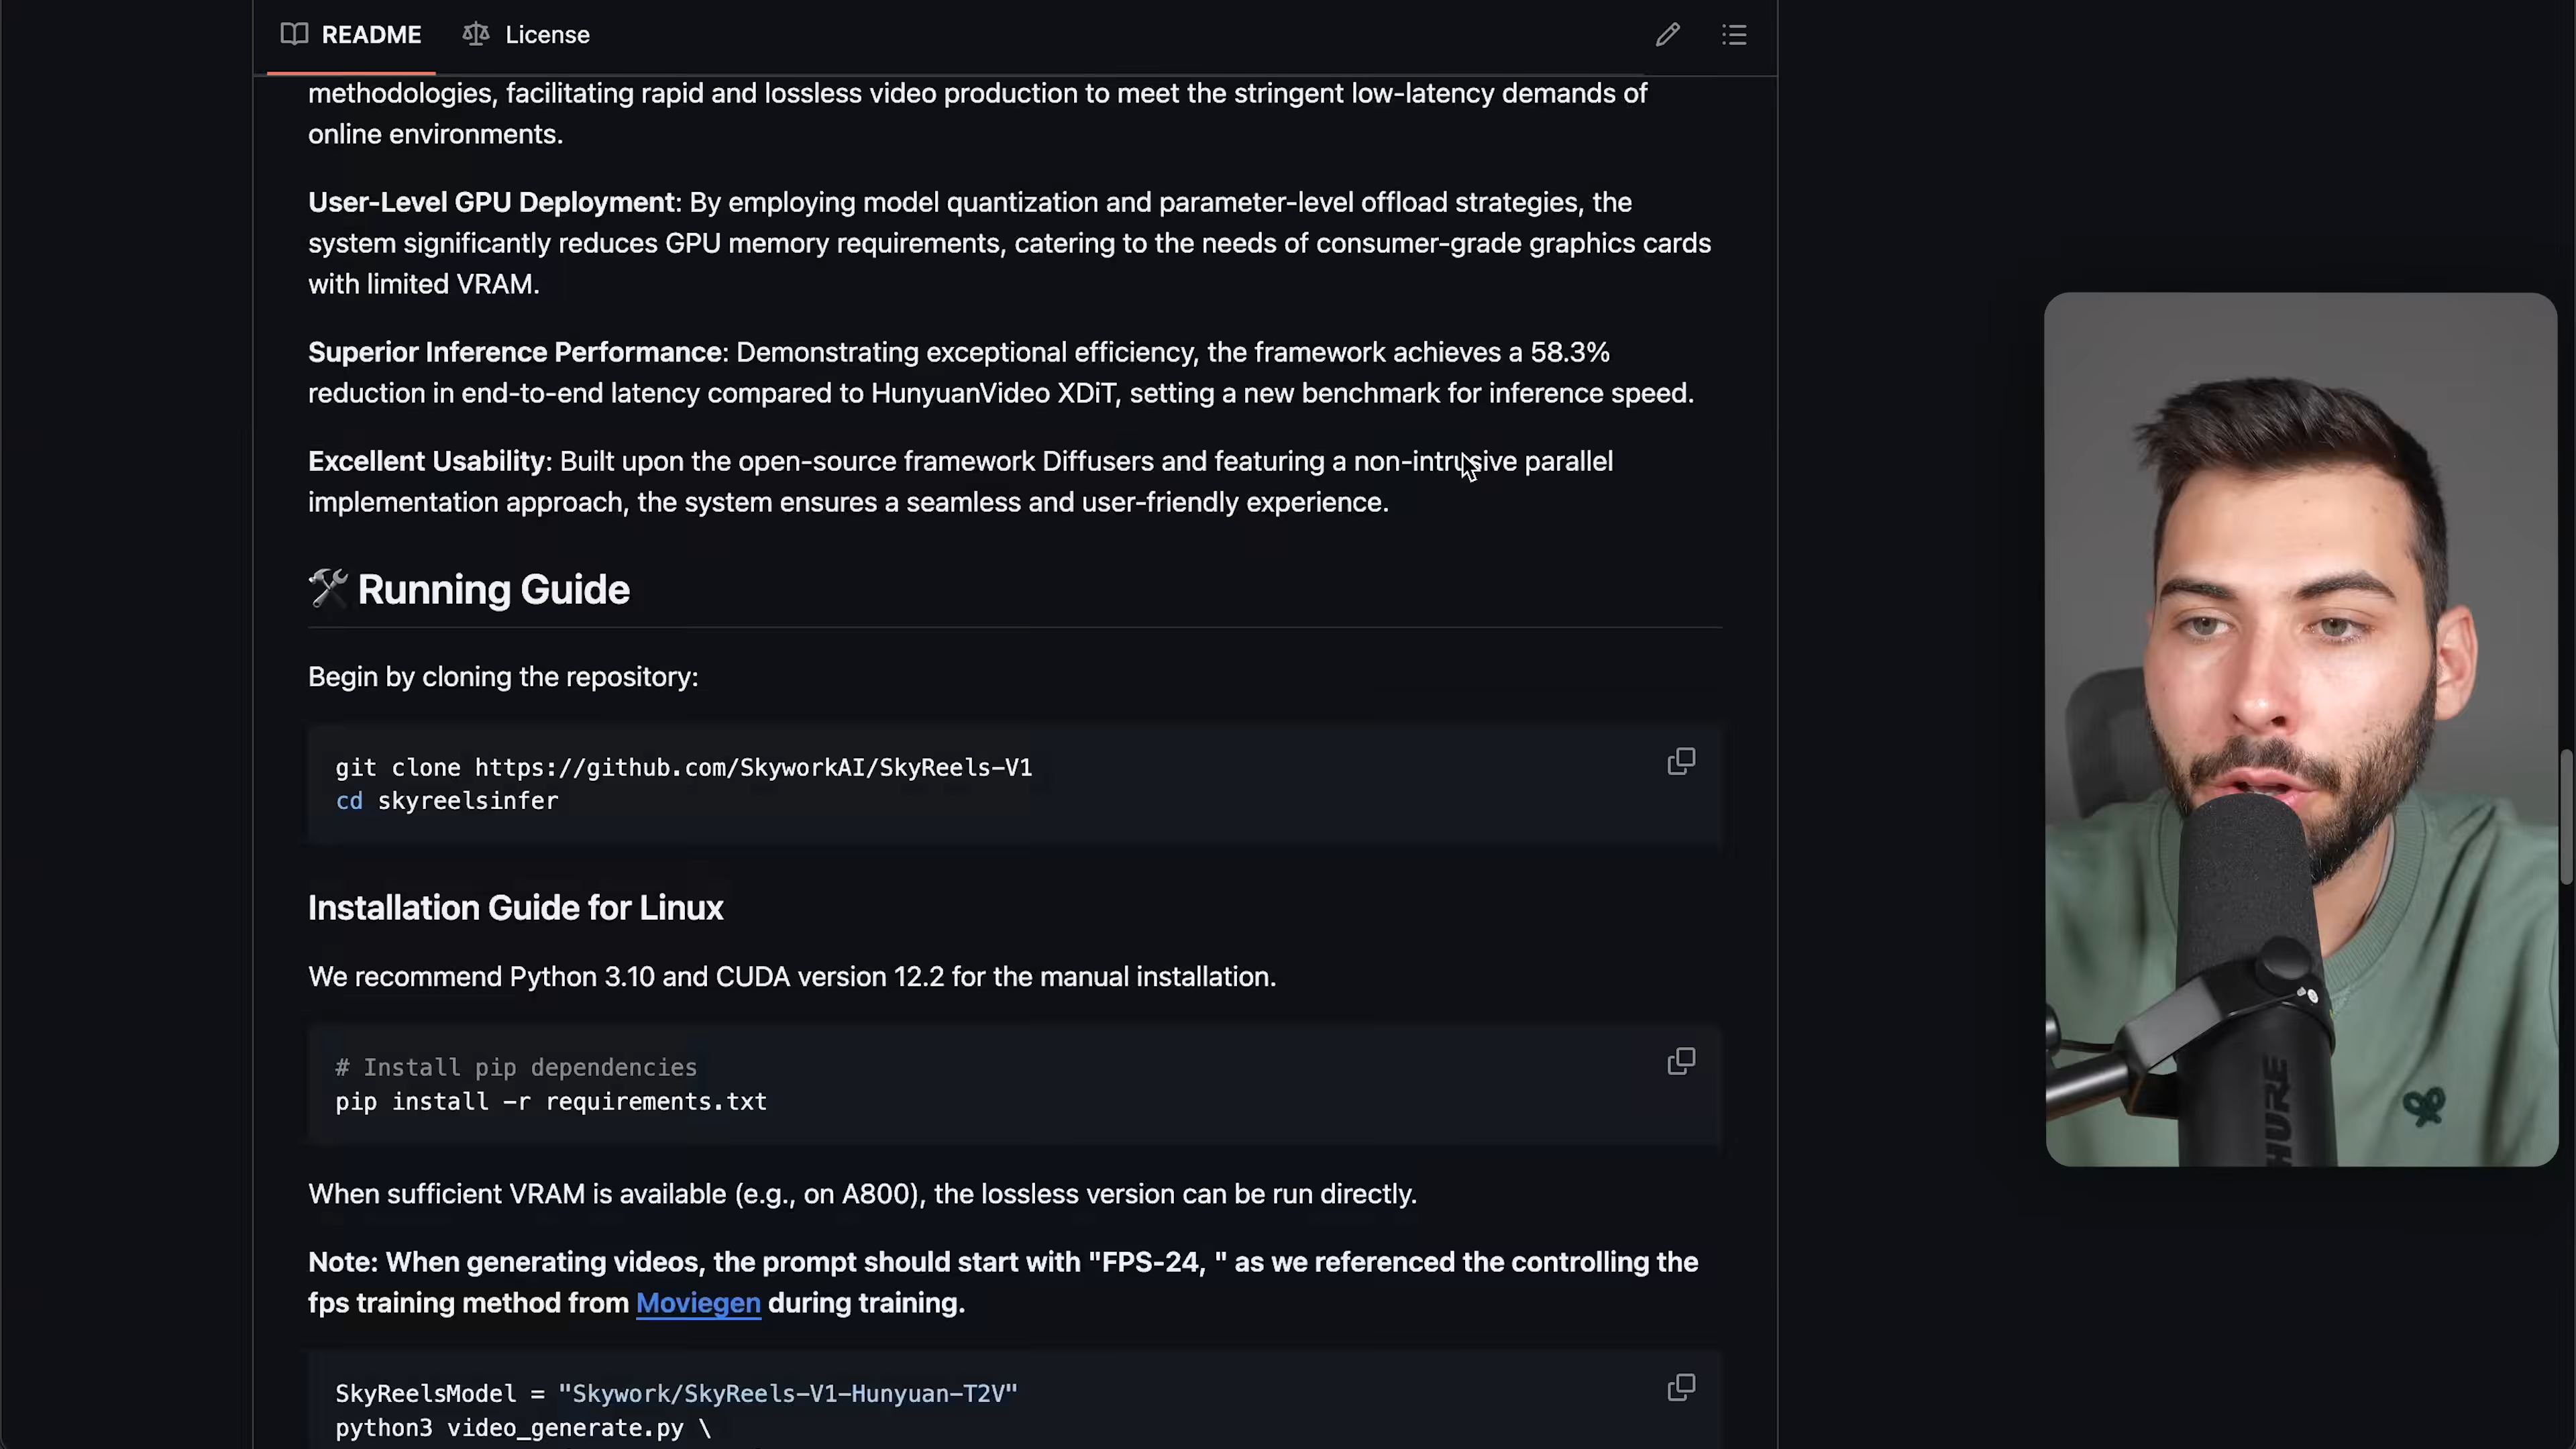 README
License
methodologies, facilitating rapid and lossless video production to meet the stringent low-latency demands of
online environments.
User-Level GPU Deployment: By employing model quantization and parameter-level offload strategies, the
system significantly reduces GPU memory requirements, catering to the needs of consumer-grade graphics cards
with limited VRAM.
Superior Inference Performance: Demonstrating exceptional efficiency, the framework achieves a 58.3%
reduction in end-to-end latency compared to HunyuanVideo XDiT, setting a new benchmark for inference speed.
Excellent Usability: Built upon the open-source framework Diffusers and featuring a non-intrusive parallel
implementation approach, the system ensures a seamless and user-friendly experience.
🛠 Running Guide
Begin by cloning the repository:
git clone https://github.com/SkyworkAI/SkyReels-V1
cd skyreelsinfer
Installation Guide for Linux
We recommend Python 3.10 and CUDA version 12.2 for the manual installation.
# Install pip dependencies
pip install -r requirements.txt
When sufficient VRAM is available (e.g., on A800), the lossless version can be run directly.
Note: When generating videos, the prompt should start with "FPS-24, " as we referenced the controlling the
fps training method from Moviegen during training.
SkyReelsModel = "Skywork/SkyReels-V1-Hunyuan-T2V"
python3 video_generate.py \
HURE